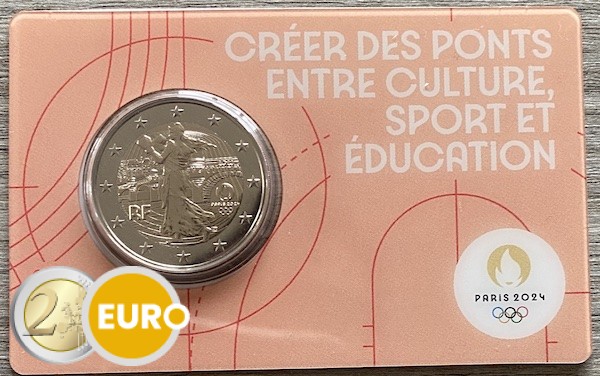 CRÉER DES PONTS
ENTRE CULTURE,
SPORT ET
ÉDUCATION
RF
PARIS 2024
PARIS 2024
2
EURO